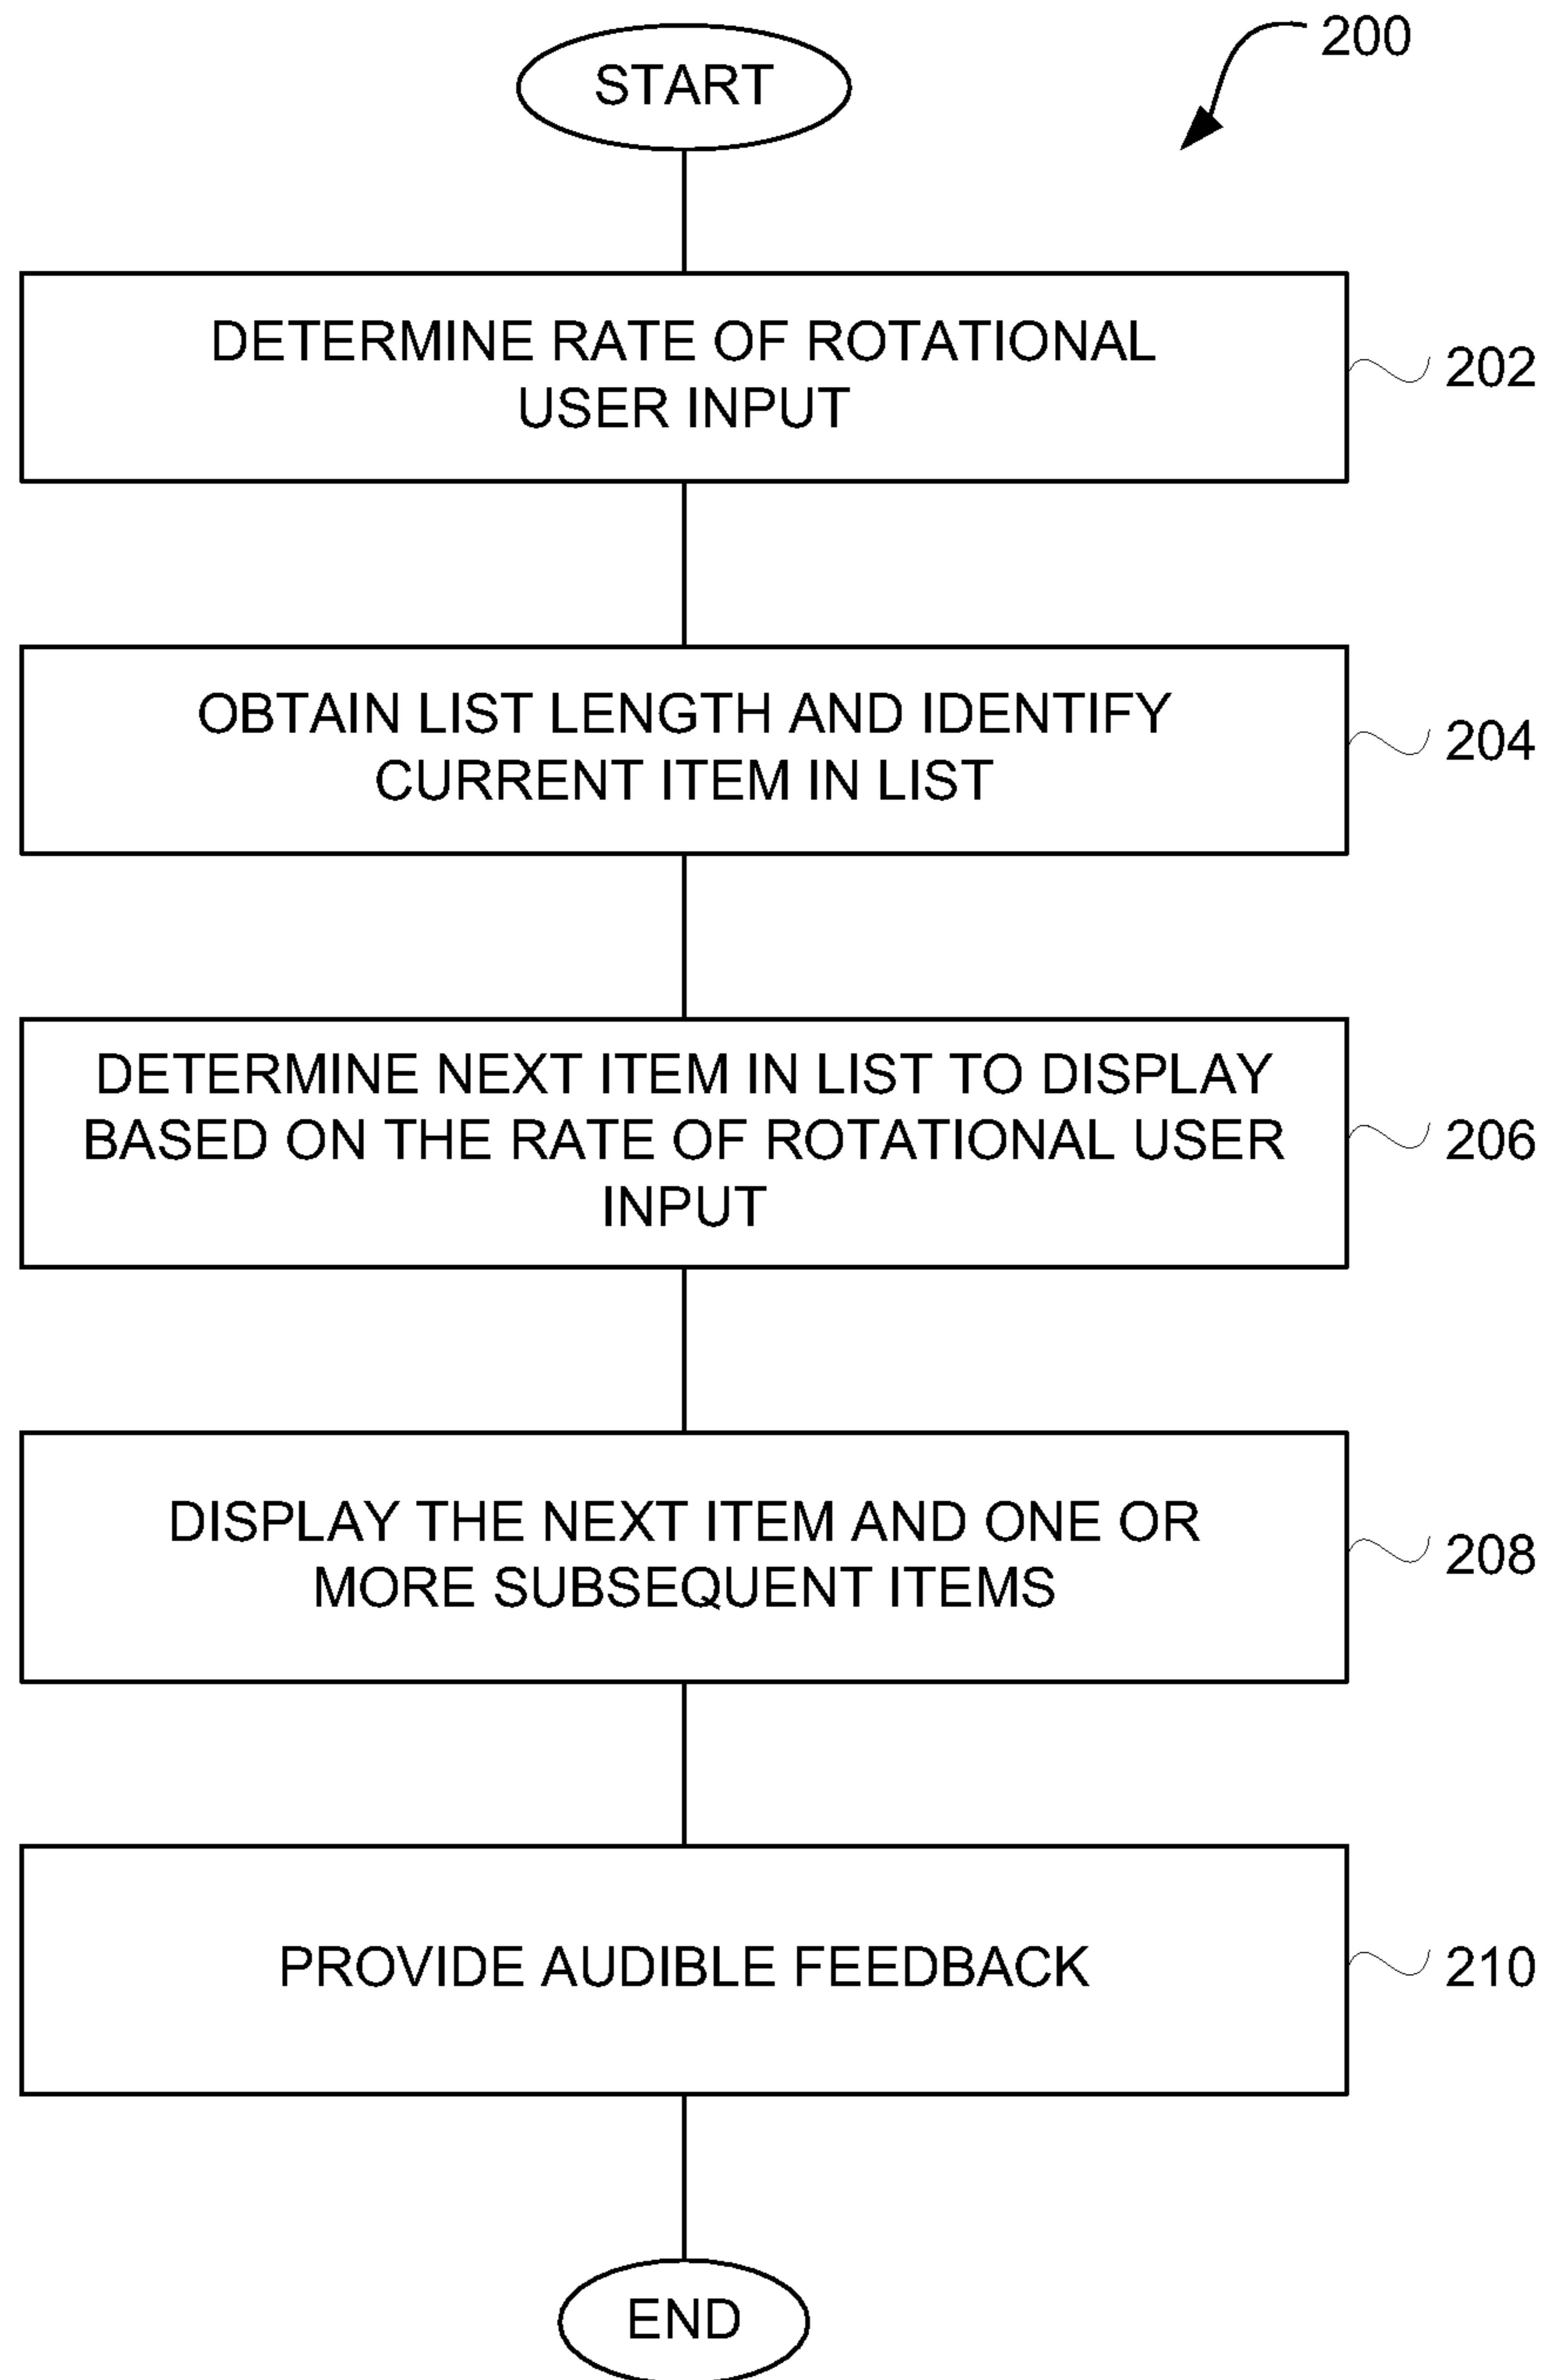 200
START
DETERMINE RATE OF ROTATIONAL
USER INPUT
202
OBTAIN LIST LENGTH AND IDENTIFY
CURRENT ITEM IN LIST
204
DETERMINE NEXT ITEM IN LIST TO DISPLAY
BASED ON THE RATE OF ROTATIONAL USER
INPUT
206
DISPLAY THE NEXT ITEM AND ONE OR
MORE SUBSEQUENT ITEMS
208
PROVIDE AUDIBLE FEEDBACK
210
END